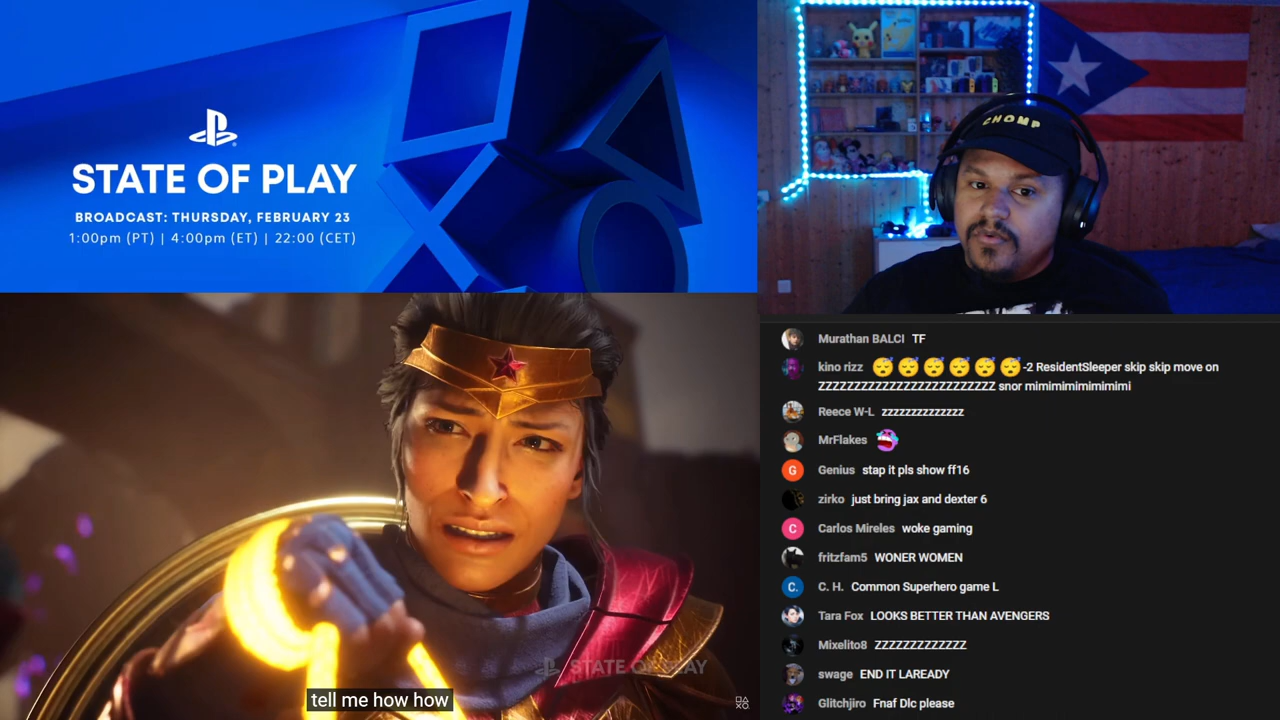 STATE OF PLAY
BROADCAST: THURSDAY, FEBRUARY 23
1:00pm (PT) | 4:00pm (ET) | 22:00 (CET)
CHOMP
STATE OF PLAY
tell me how how
Murathan BALCI TF
kino rizz 😴😴😴😴😴😴-2 ResidentSleeper skip skip move on
ZZZZZZZZZZZZZZZZZZZZZZZZZZ snor mimimimimimimimi
Reece W-L zzzzzzzzzzzzzz
MrFlakes
Genius stap it pls show ff16
zirko just bring jax and dexter 6
Carlos Mireles woke gaming
fritzfam5 WONER WOMEN
C. H. Common Superhero game L
Tara Fox LOOKS BETTER THAN AVENGERS
Mixelito8 ZZZZZZZZZZZZZ
swage END IT LAREADY
Glitchjiro Fnaf Dlc please